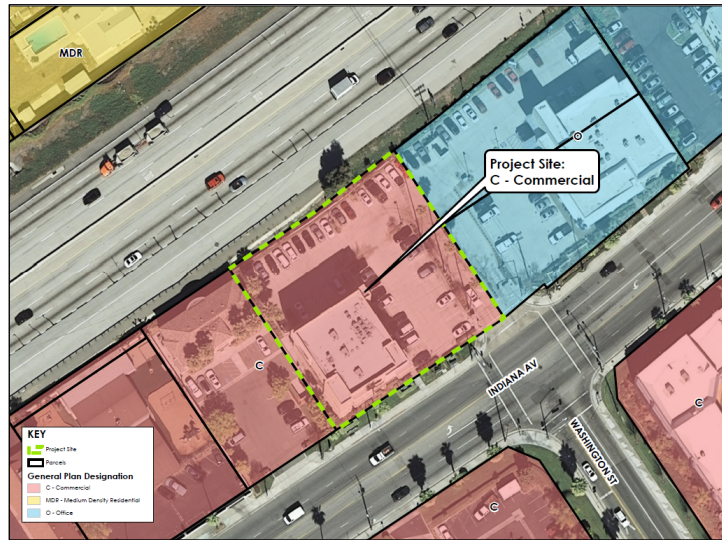 MDR
O
Project Site:
C - Commercial
C
INDIANA AV
WASHINGTON ST
C
C
KEY
Project Site
Parcels
General Plan Designation
C - Commercial
MDR - Medium Density Residential
O - Office